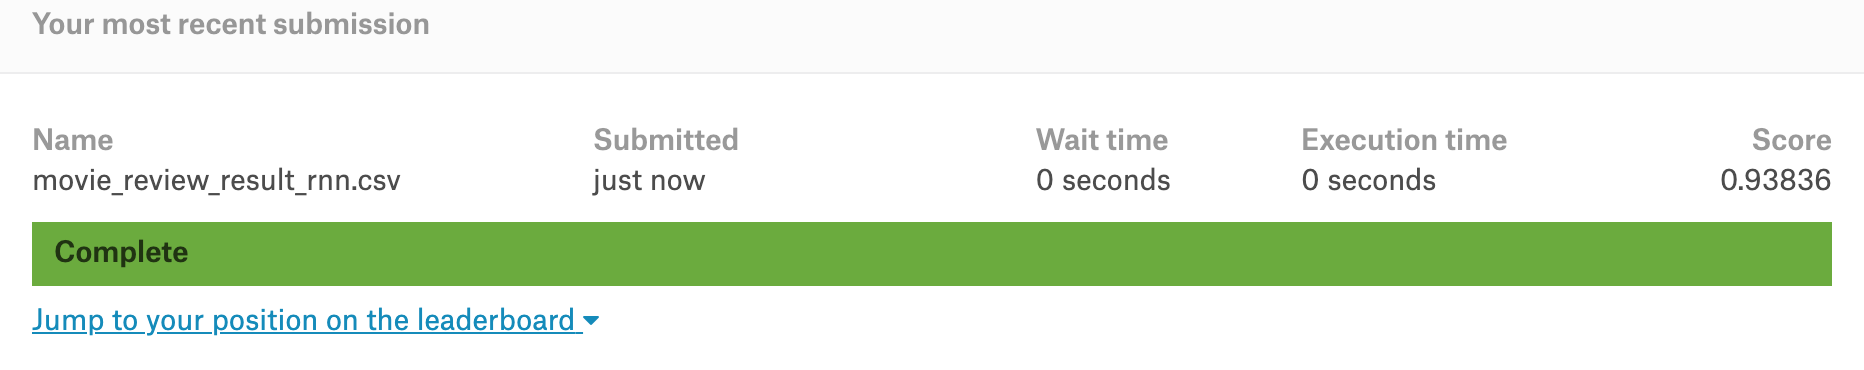 Your most recent submission
Name Submitted Wait time Execution time Score
movie_review_result_rnn.csv just now 0 seconds 0 seconds 0.93836
Complete
Jump to your position on the leaderboard